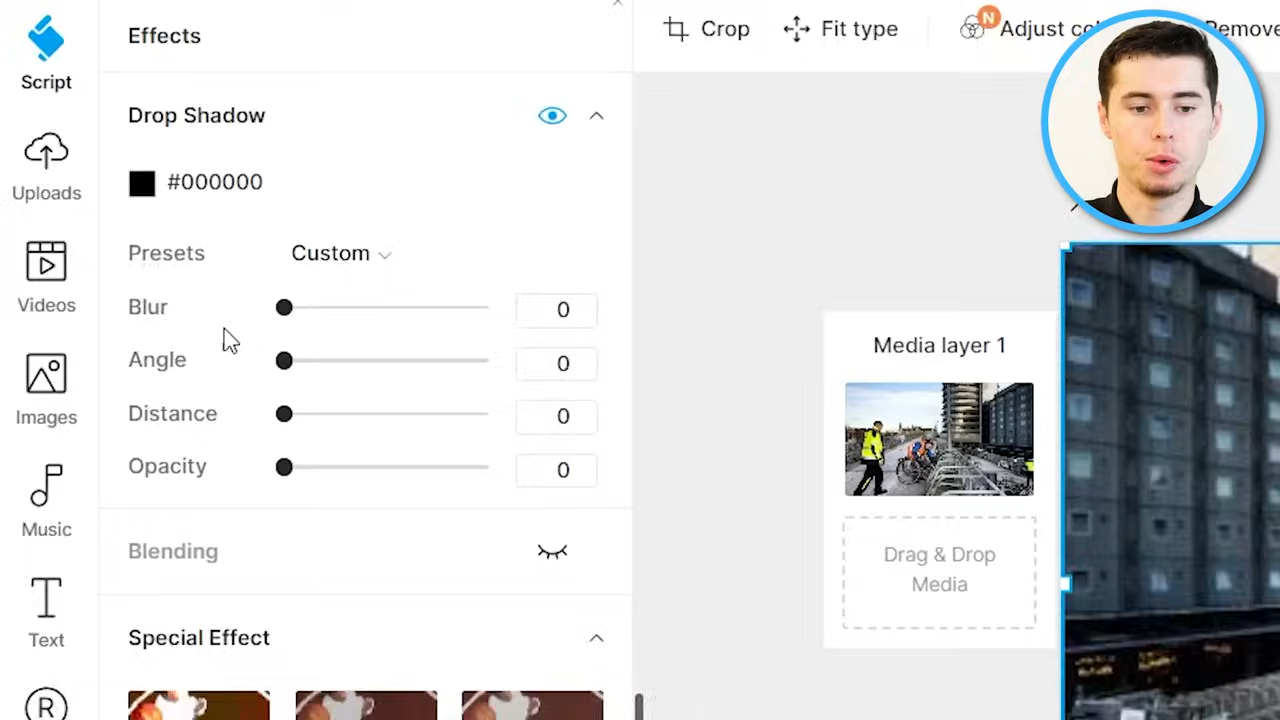 Script
Uploads
Videos
Images
Music
Text
R
Effects
Drop Shadow
#000000
Presets Custom
Blur 0
Angle 0
Distance 0
Opacity 0
Blending
Special Effect
Crop Fit type N Adjust co Remove
Media layer 1
Drag & Drop
Media